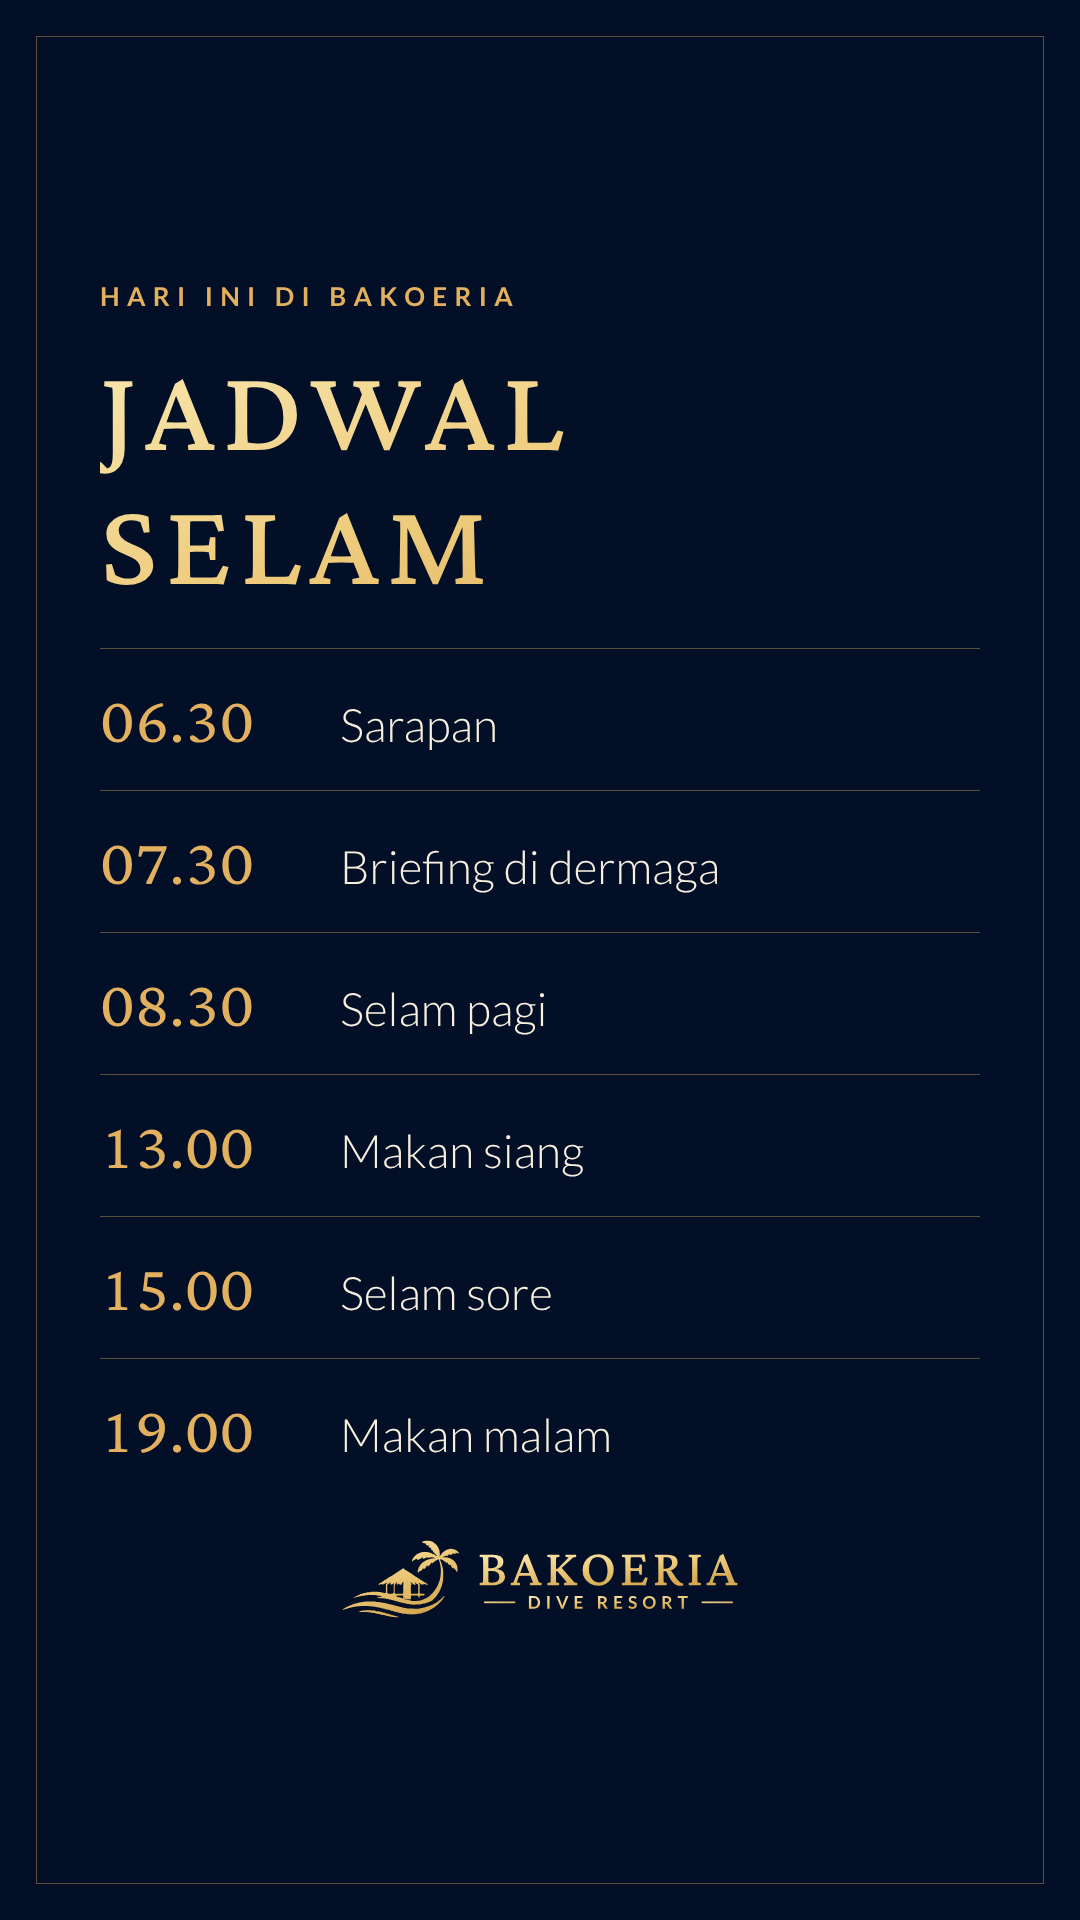 HARI INI DI BAKOERIA
JADWAL
SELAM
06.30 Sarapan
07.30 Briefing di dermaga
08.30 Selam pagi
13.00 Makan siang
15.00 Selam sore
19.00 Makan malam
BAKOERIA
DIVE RESORT